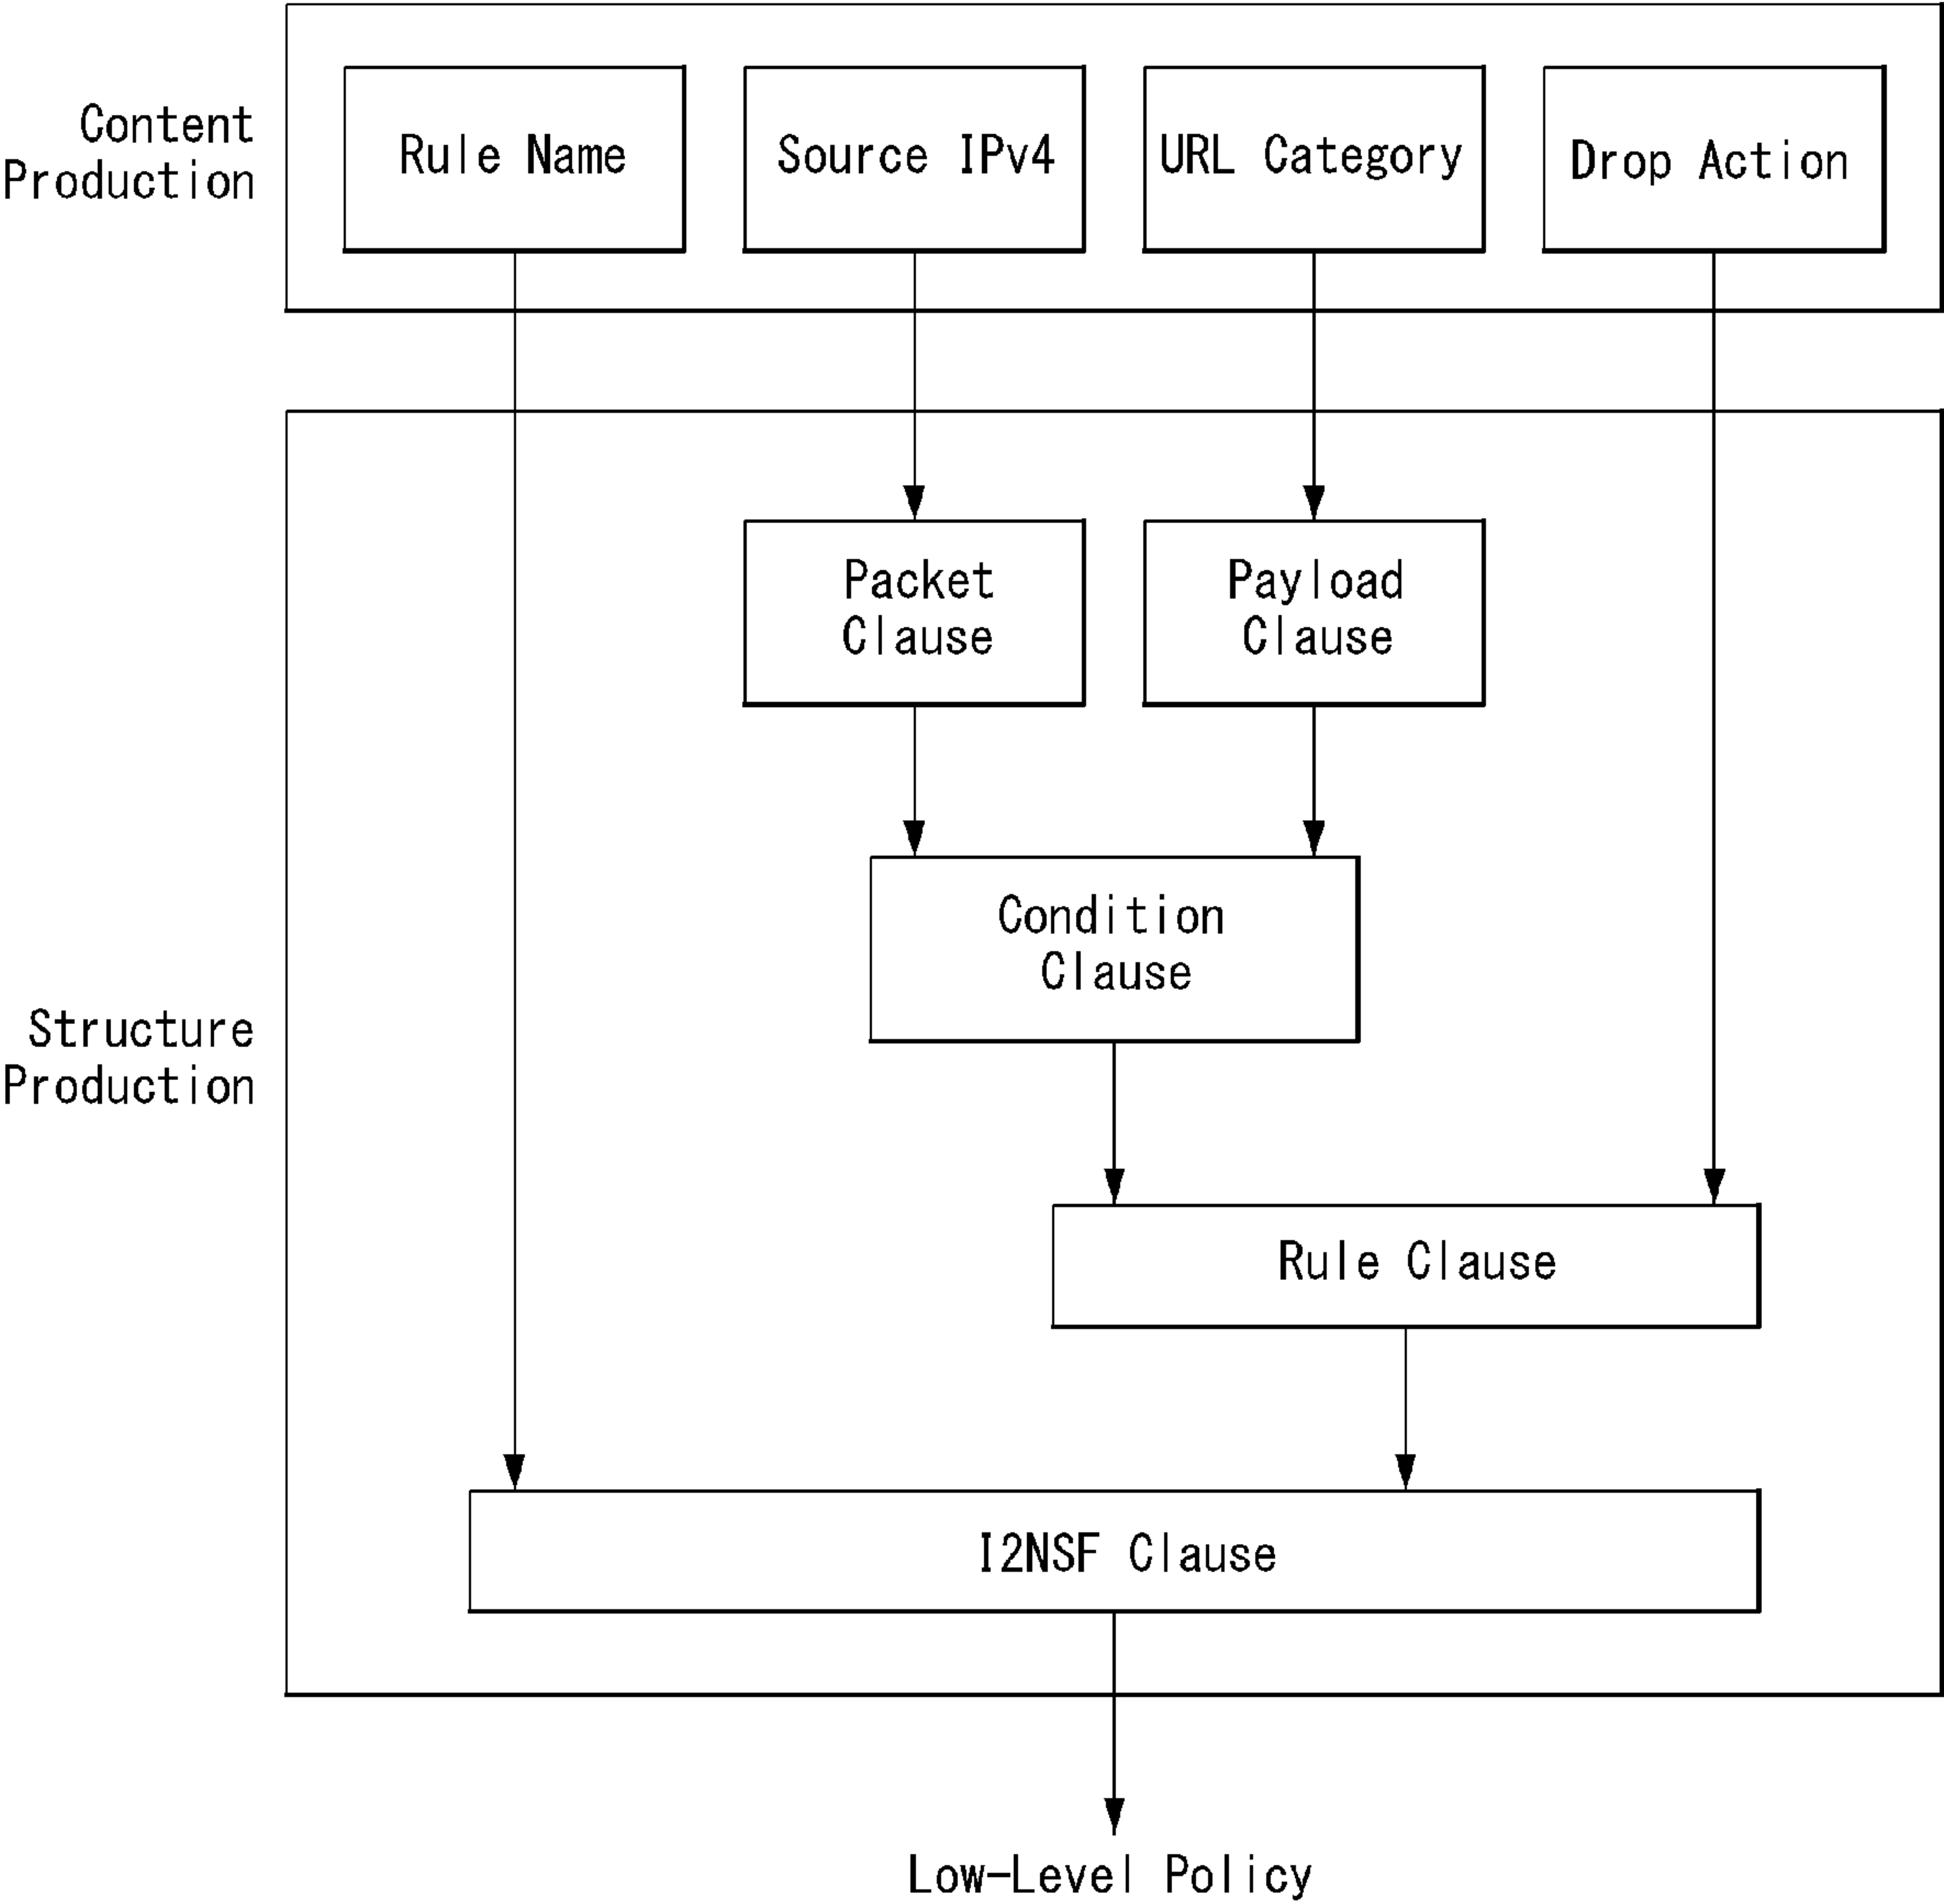 Content
Production
Rule Name
Source IPv4
URL Category
Drop Action
Structure
Production
Packet
Clause
Payload
Clause
Condition
Clause
Rule Clause
I2NSF Clause
Low-Level Policy